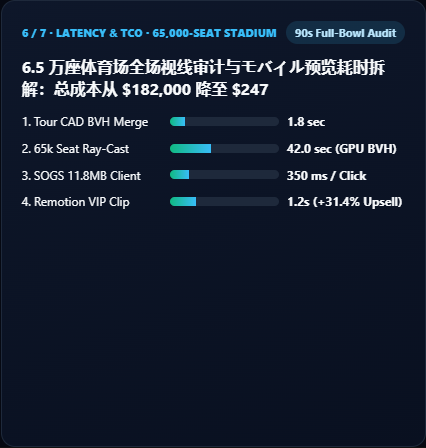 6 / 7 · LATENCY & TCO · 65,000-SEAT STADIUM
90s Full-Bowl Audit
6.5 万座体育场全场视线审计与モバイル预览耗时拆
解：总成本从 $182,000 降至 $247
1. Tour CAD BVH Merge 1.8 sec
2. 65k Seat Ray-Cast 42.0 sec (GPU BVH)
3. SOGS 11.8MB Client 350 ms / Click
4. Remotion VIP Clip 1.2s (+31.4% Upsell)